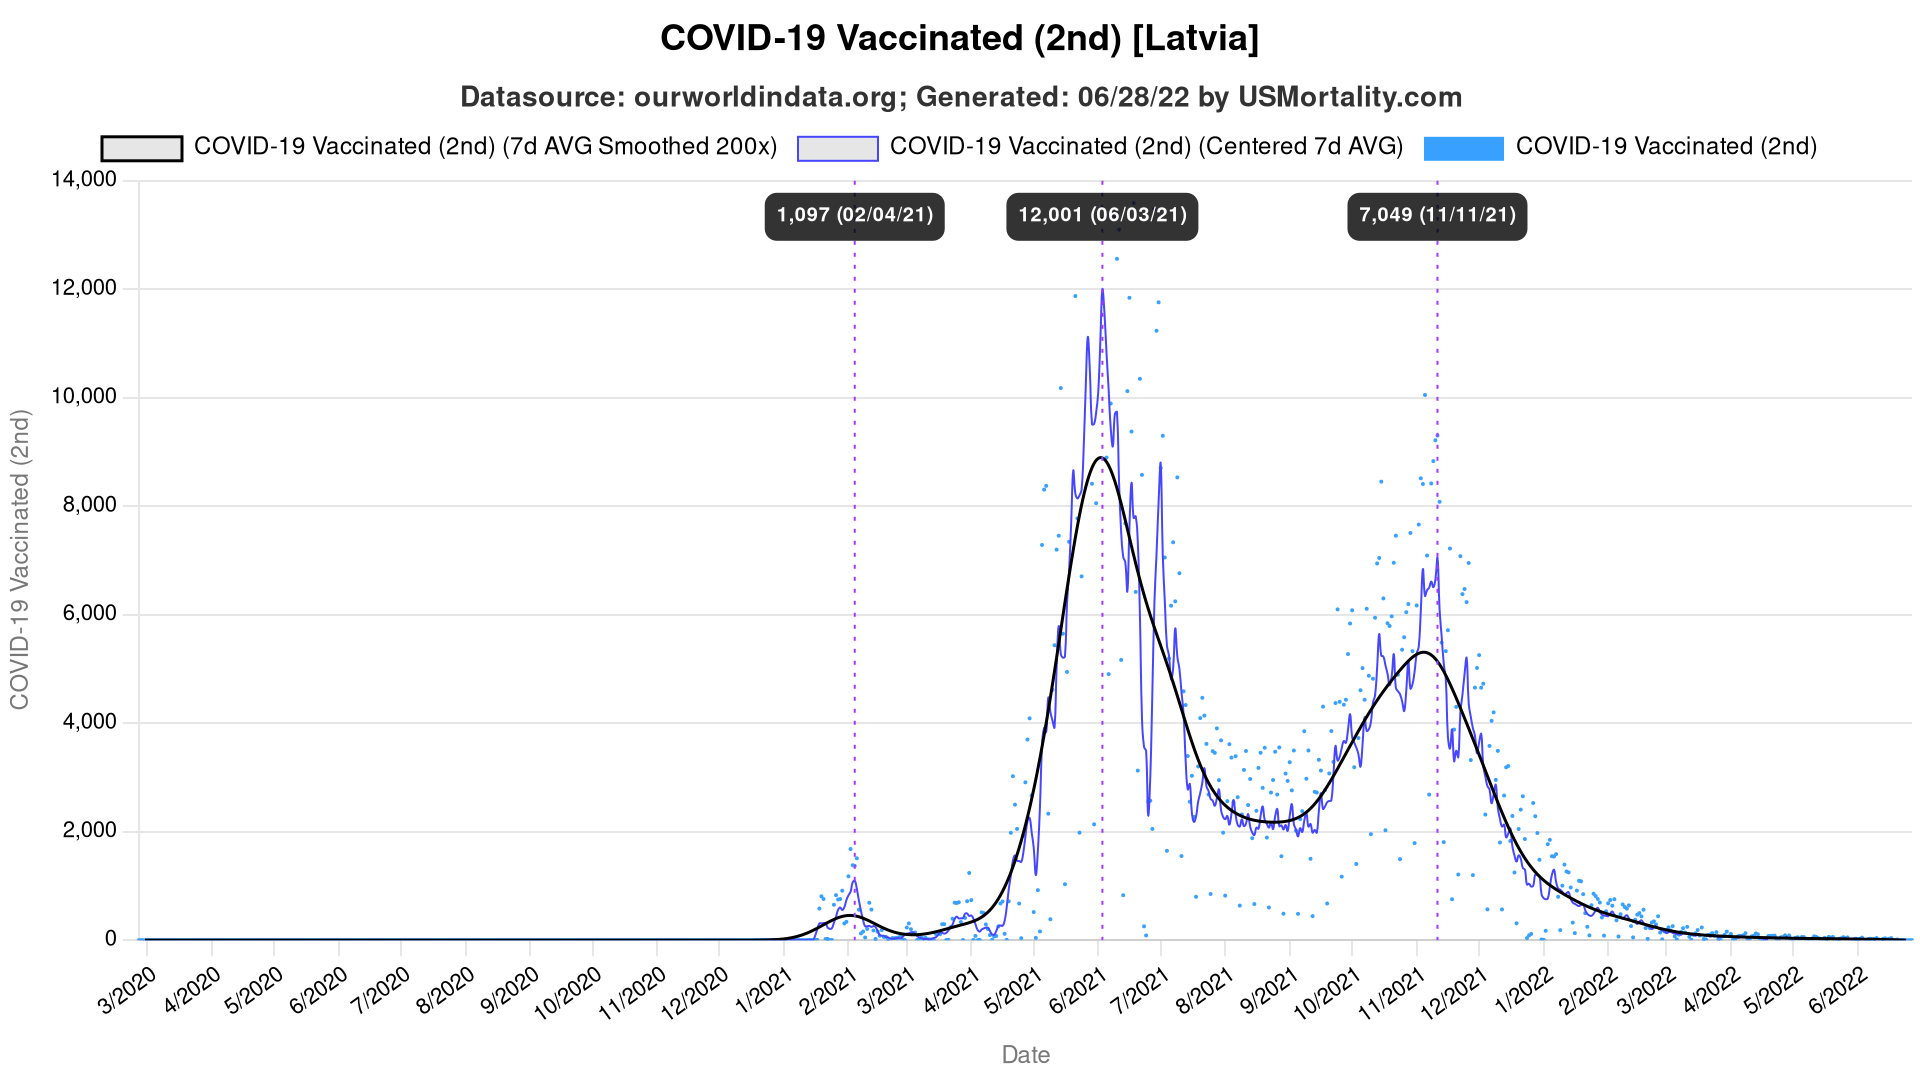 COVID-19 Vaccinated (2nd) [Latvia]
Datasource: ourworldindata.org; Generated: 06/28/22 by USMortality.com
COVID-19 Vaccinated (2nd) (7d AVG Smoothed 200x) COVID-19 Vaccinated (2nd) (Centered 7d AVG) COVID-19 Vaccinated (2nd)
14,000
1,097 (02/04/21) 12,001 (06/03/21) 7,049 (11/11/21)
12,000
10,000
8,000
6,000
4,000
2,000
0
COVID-19 Vaccinated (2nd)
3/2020 4/2020 5/2020 6/2020 7/2020 8/2020 9/2020 10/2020 11/2020 12/2020 1/2021 2/2021 3/2021 4/2021 5/2021 6/2021 7/2021 8/2021 9/2021 10/2021 11/2021 12/2021 1/2022 2/2022 3/2022 4/2022 5/2022 6/2022
Date